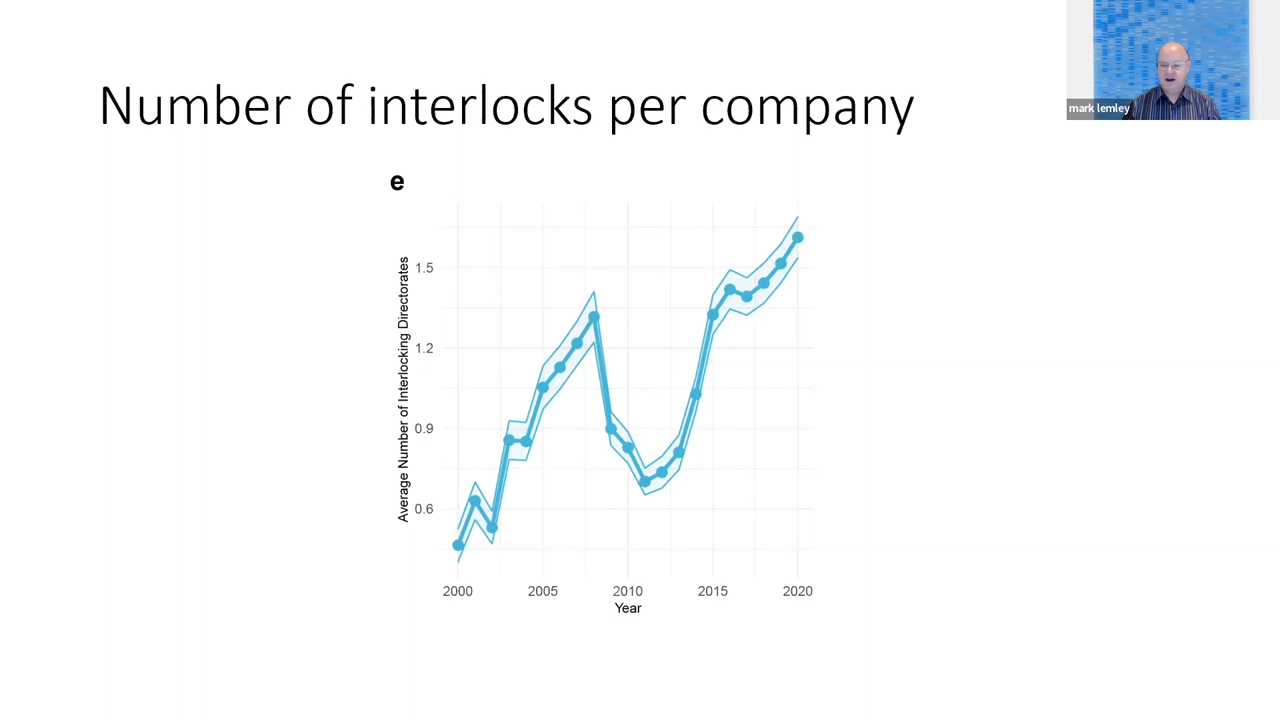 Number of interlocks per company
mark lemley
e
Average Number of Interlocking Directorates
1.5
1.2
0.9
0.6
2000 2005 2010 2015 2020
Year